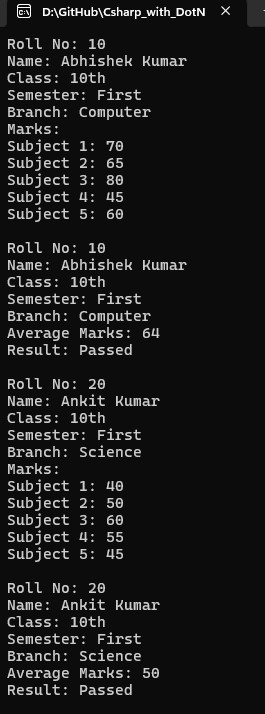 D:\GitHub\Csharp_with_DotN
Roll No: 10
Name: Abhishek Kumar
Class: 10th
Semester: First
Branch: Computer
Marks:
Subject 1: 70
Subject 2: 65
Subject 3: 80
Subject 4: 45
Subject 5: 60
Roll No: 10
Name: Abhishek Kumar
Class: 10th
Semester: First
Branch: Computer
Average Marks: 64
Result: Passed
Roll No: 20
Name: Ankit Kumar
Class: 10th
Semester: First
Branch: Science
Marks:
Subject 1: 40
Subject 2: 50
Subject 3: 60
Subject 4: 55
Subject 5: 45
Roll No: 20
Name: Ankit Kumar
Class: 10th
Semester: First
Branch: Science
Average Marks: 50
Result: Passed